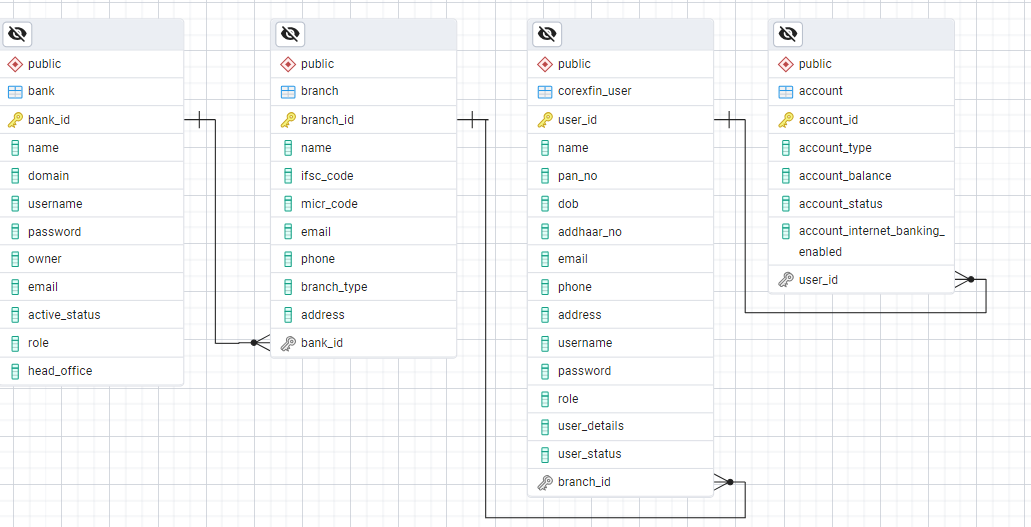 public
bank
bank_id
name
domain
username
password
owner
email
active_status
role
head_office
public
branch
branch_id
name
ifsc_code
micr_code
email
phone
branch_type
address
bank_id
public
corexfin_user
user_id
name
pan_no
dob
addhaar_no
email
phone
address
username
password
role
user_details
user_status
branch_id
public
account
account_id
account_type
account_balance
account_status
account_internet_banking_
enabled
user_id